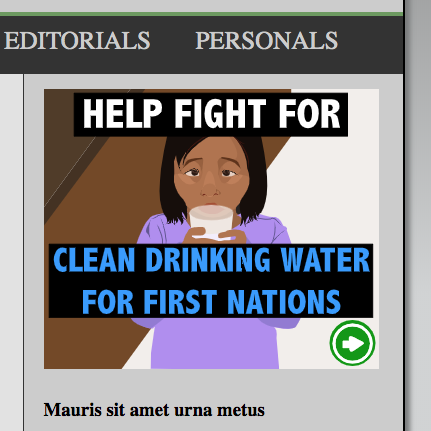 EDITORIALS PERSONALS
HELP FIGHT FOR
CLEAN DRINKING WATER
FOR FIRST NATIONS
Mauris sit amet urna metus